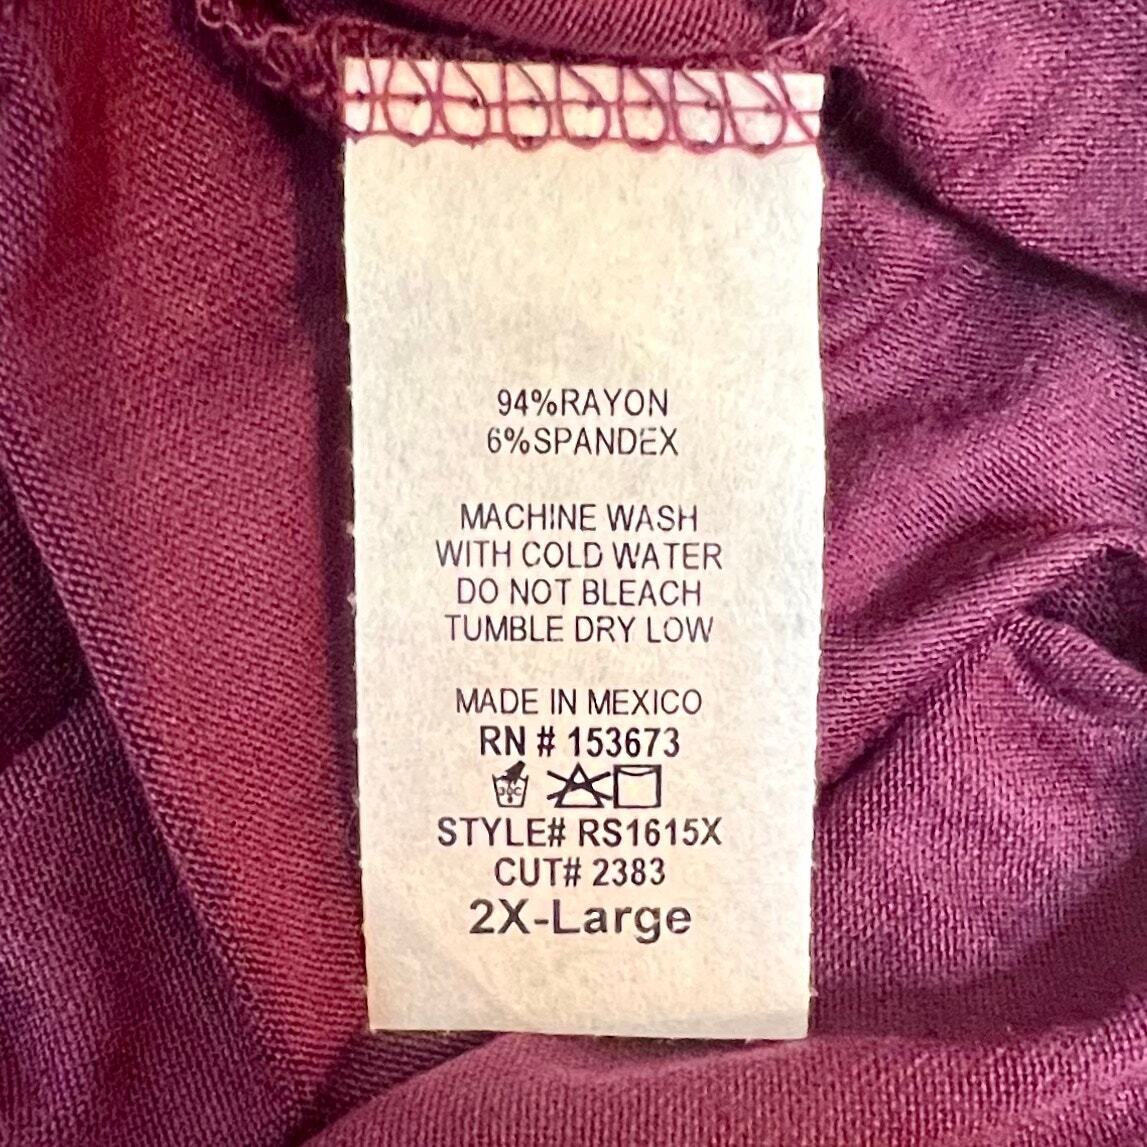 94%RAYON
6%SPANDEX
MACHINE WASH
WITH COLD WATER
DO NOT BLEACH
TUMBLE DRY LOW
MADE IN MEXICO
RN # 153673
30C
STYLE# RS1615X
CUT# 2383
2X-Large